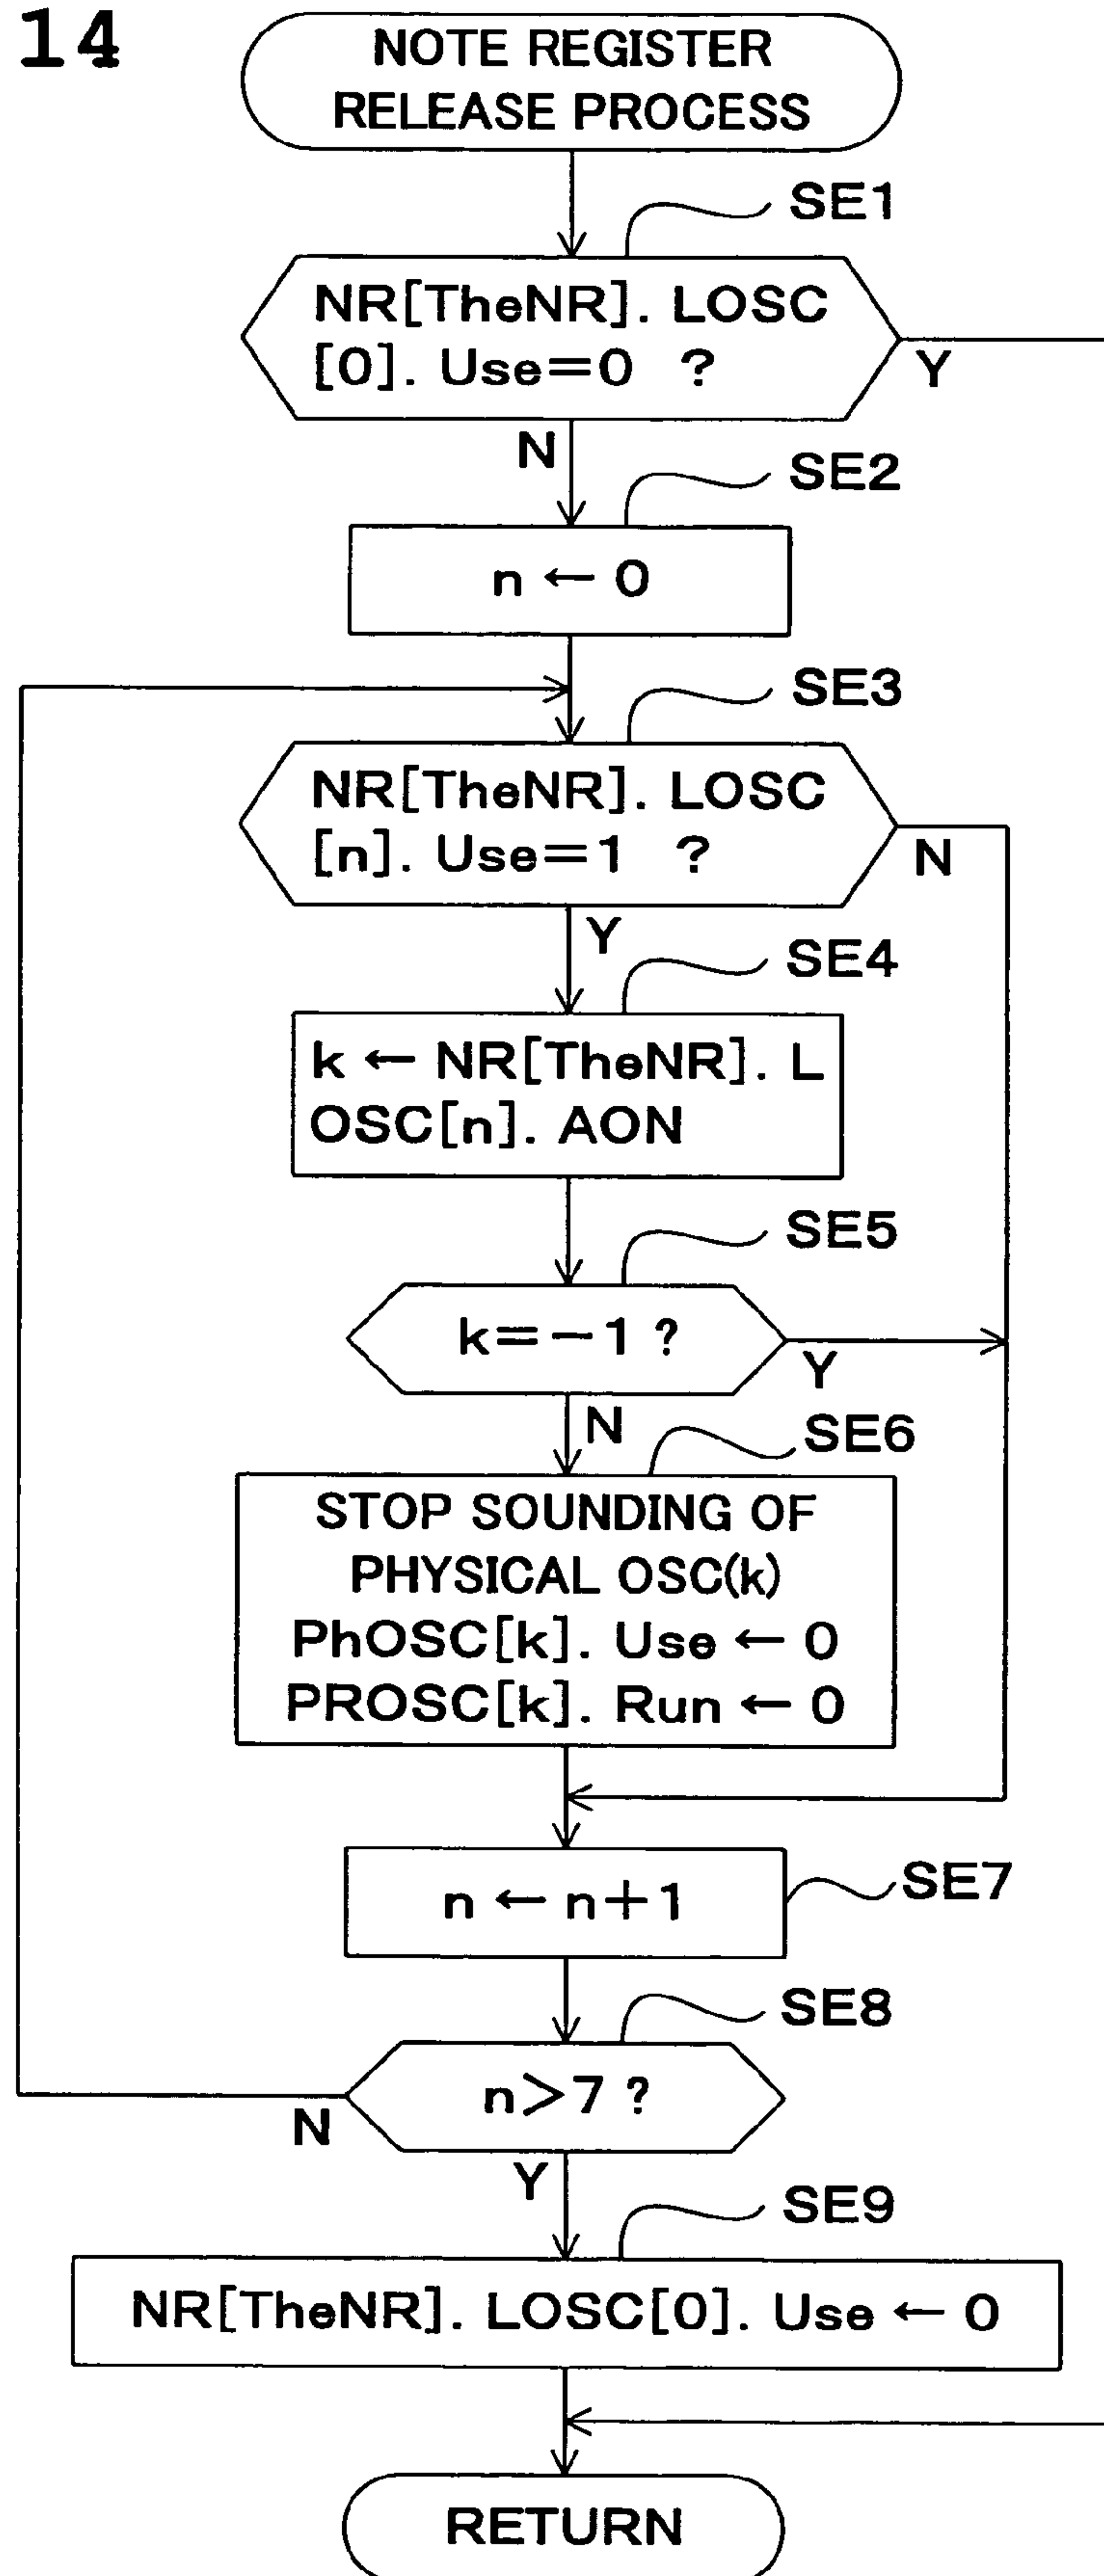 14
NOTE REGISTER
RELEASE PROCESS
SE1
NR[TheNR]. LOSC
[0]. Use=0 ?
Y
N
SE2
n ← 0
SE3
NR[TheNR]. LOSC
[n]. Use=1 ?
N
Y
SE4
k ← NR[TheNR]. L
OSC[n]. AON
SE5
k=−1 ?
Y
N
SE6
STOP SOUNDING OF
PHYSICAL OSC(k)
PhOSC[k]. Use ← 0
PROSC[k]. Run ← 0
SE7
n ← n+1
SE8
n>7 ?
N
Y
SE9
NR[TheNR]. LOSC[0]. Use ← 0
RETURN